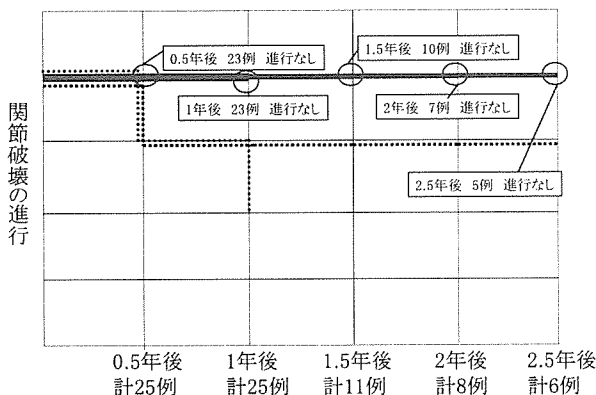 0.5年後 23例 進行なし
1.5年後 10例 進行なし
1年後 23例 進行なし
2年後 7例 進行なし
2.5年後 5例 進行なし
関節破壊の進行
0.5年後 1年後 1.5年後 2年後 2.5年後
計25例 計25例 計11例 計8例 計6例